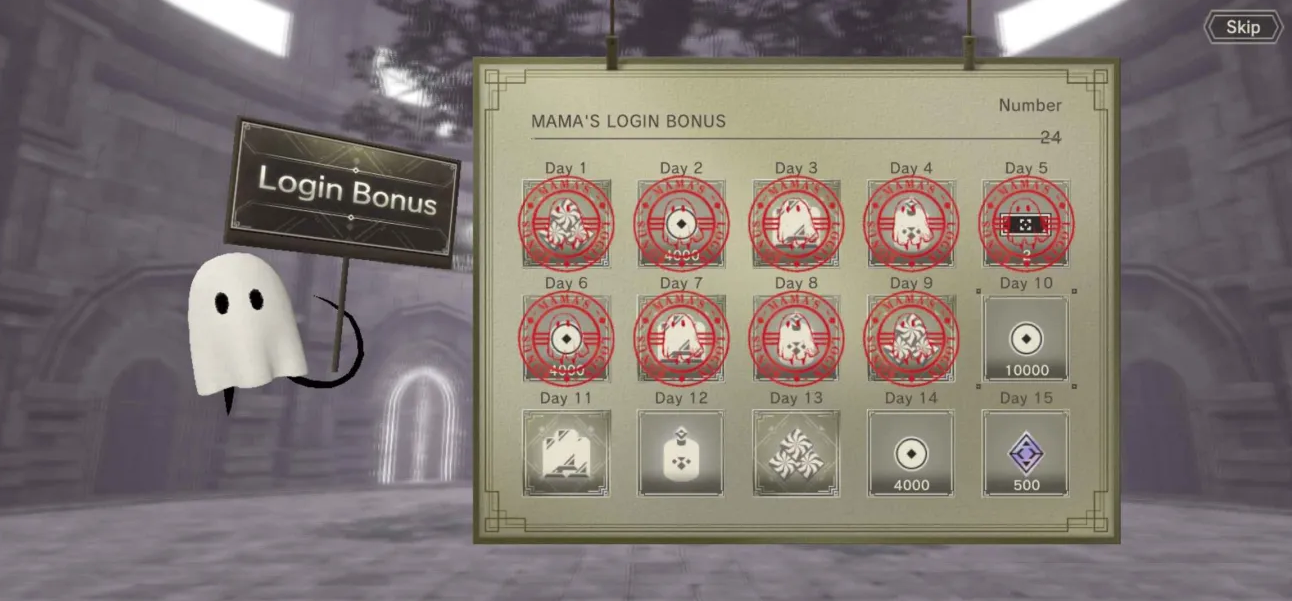 Skip
Login Bonus
MAMA'S LOGIN BONUS
Number
24
Day 1
Day 2
Day 3
Day 4
Day 5
4000
2
Day 6
Day 7
Day 8
Day 9
Day 10
4000
10000
Day 11
Day 12
Day 13
Day 14
Day 15
4000
500